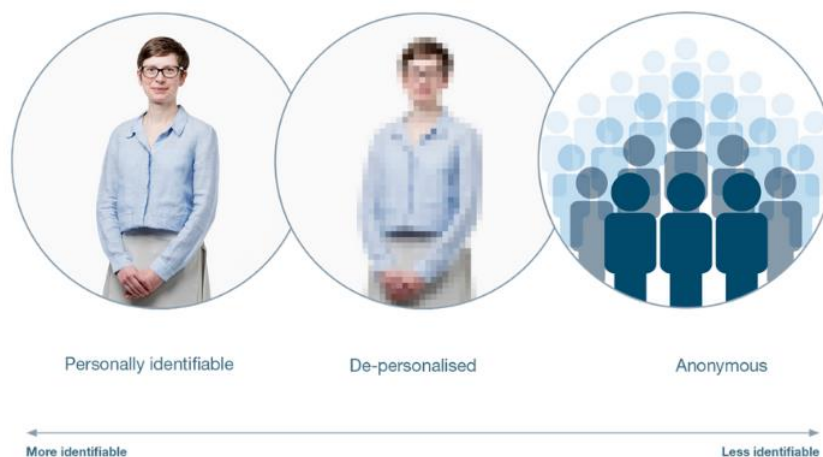 Personally identifiable
De-personalised
Anonymous
More identifiable
Less identifiable